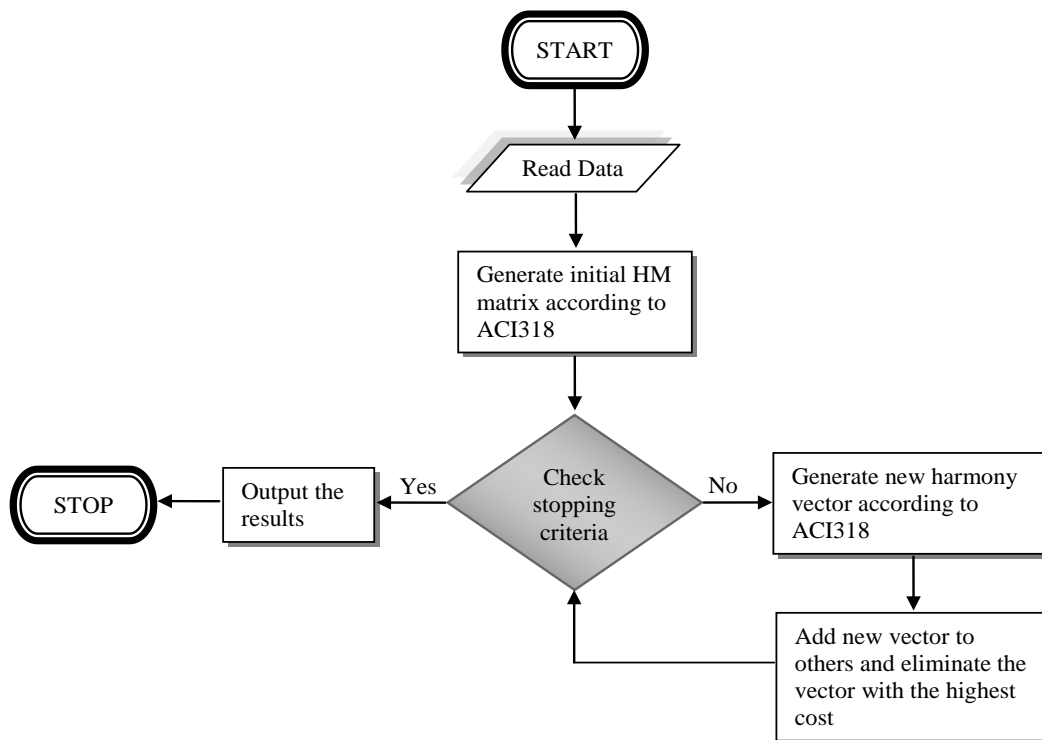 START
Read Data
Generate initial HM
matrix according to
ACI318
Check
stopping
criteria
Yes
Output the
results
STOP
No
Generate new harmony
vector according to
ACI318
Add new vector to
others and eliminate the
vector with the highest
cost